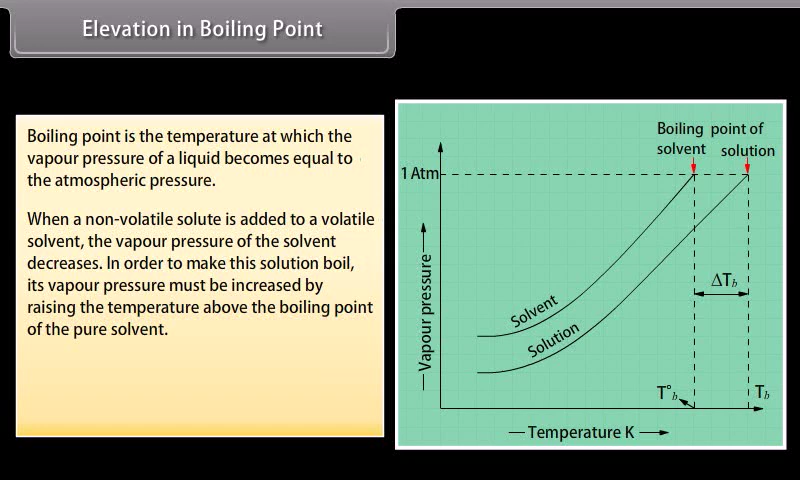 Elevation in Boiling Point
Boiling point is the temperature at which the
vapour pressure of a liquid becomes equal to
the atmospheric pressure.
When a non-volatile solute is added to a volatile
solvent, the vapour pressure of the solvent
decreases. In order to make this solution boil,
its vapour pressure must be increased by
raising the temperature above the boiling point
of the pure solvent.
Boiling point of
solvent solution
1 Atm
Vapour pressure
Solvent
Solution
ΔT_b
T°_b
T_b
Temperature K